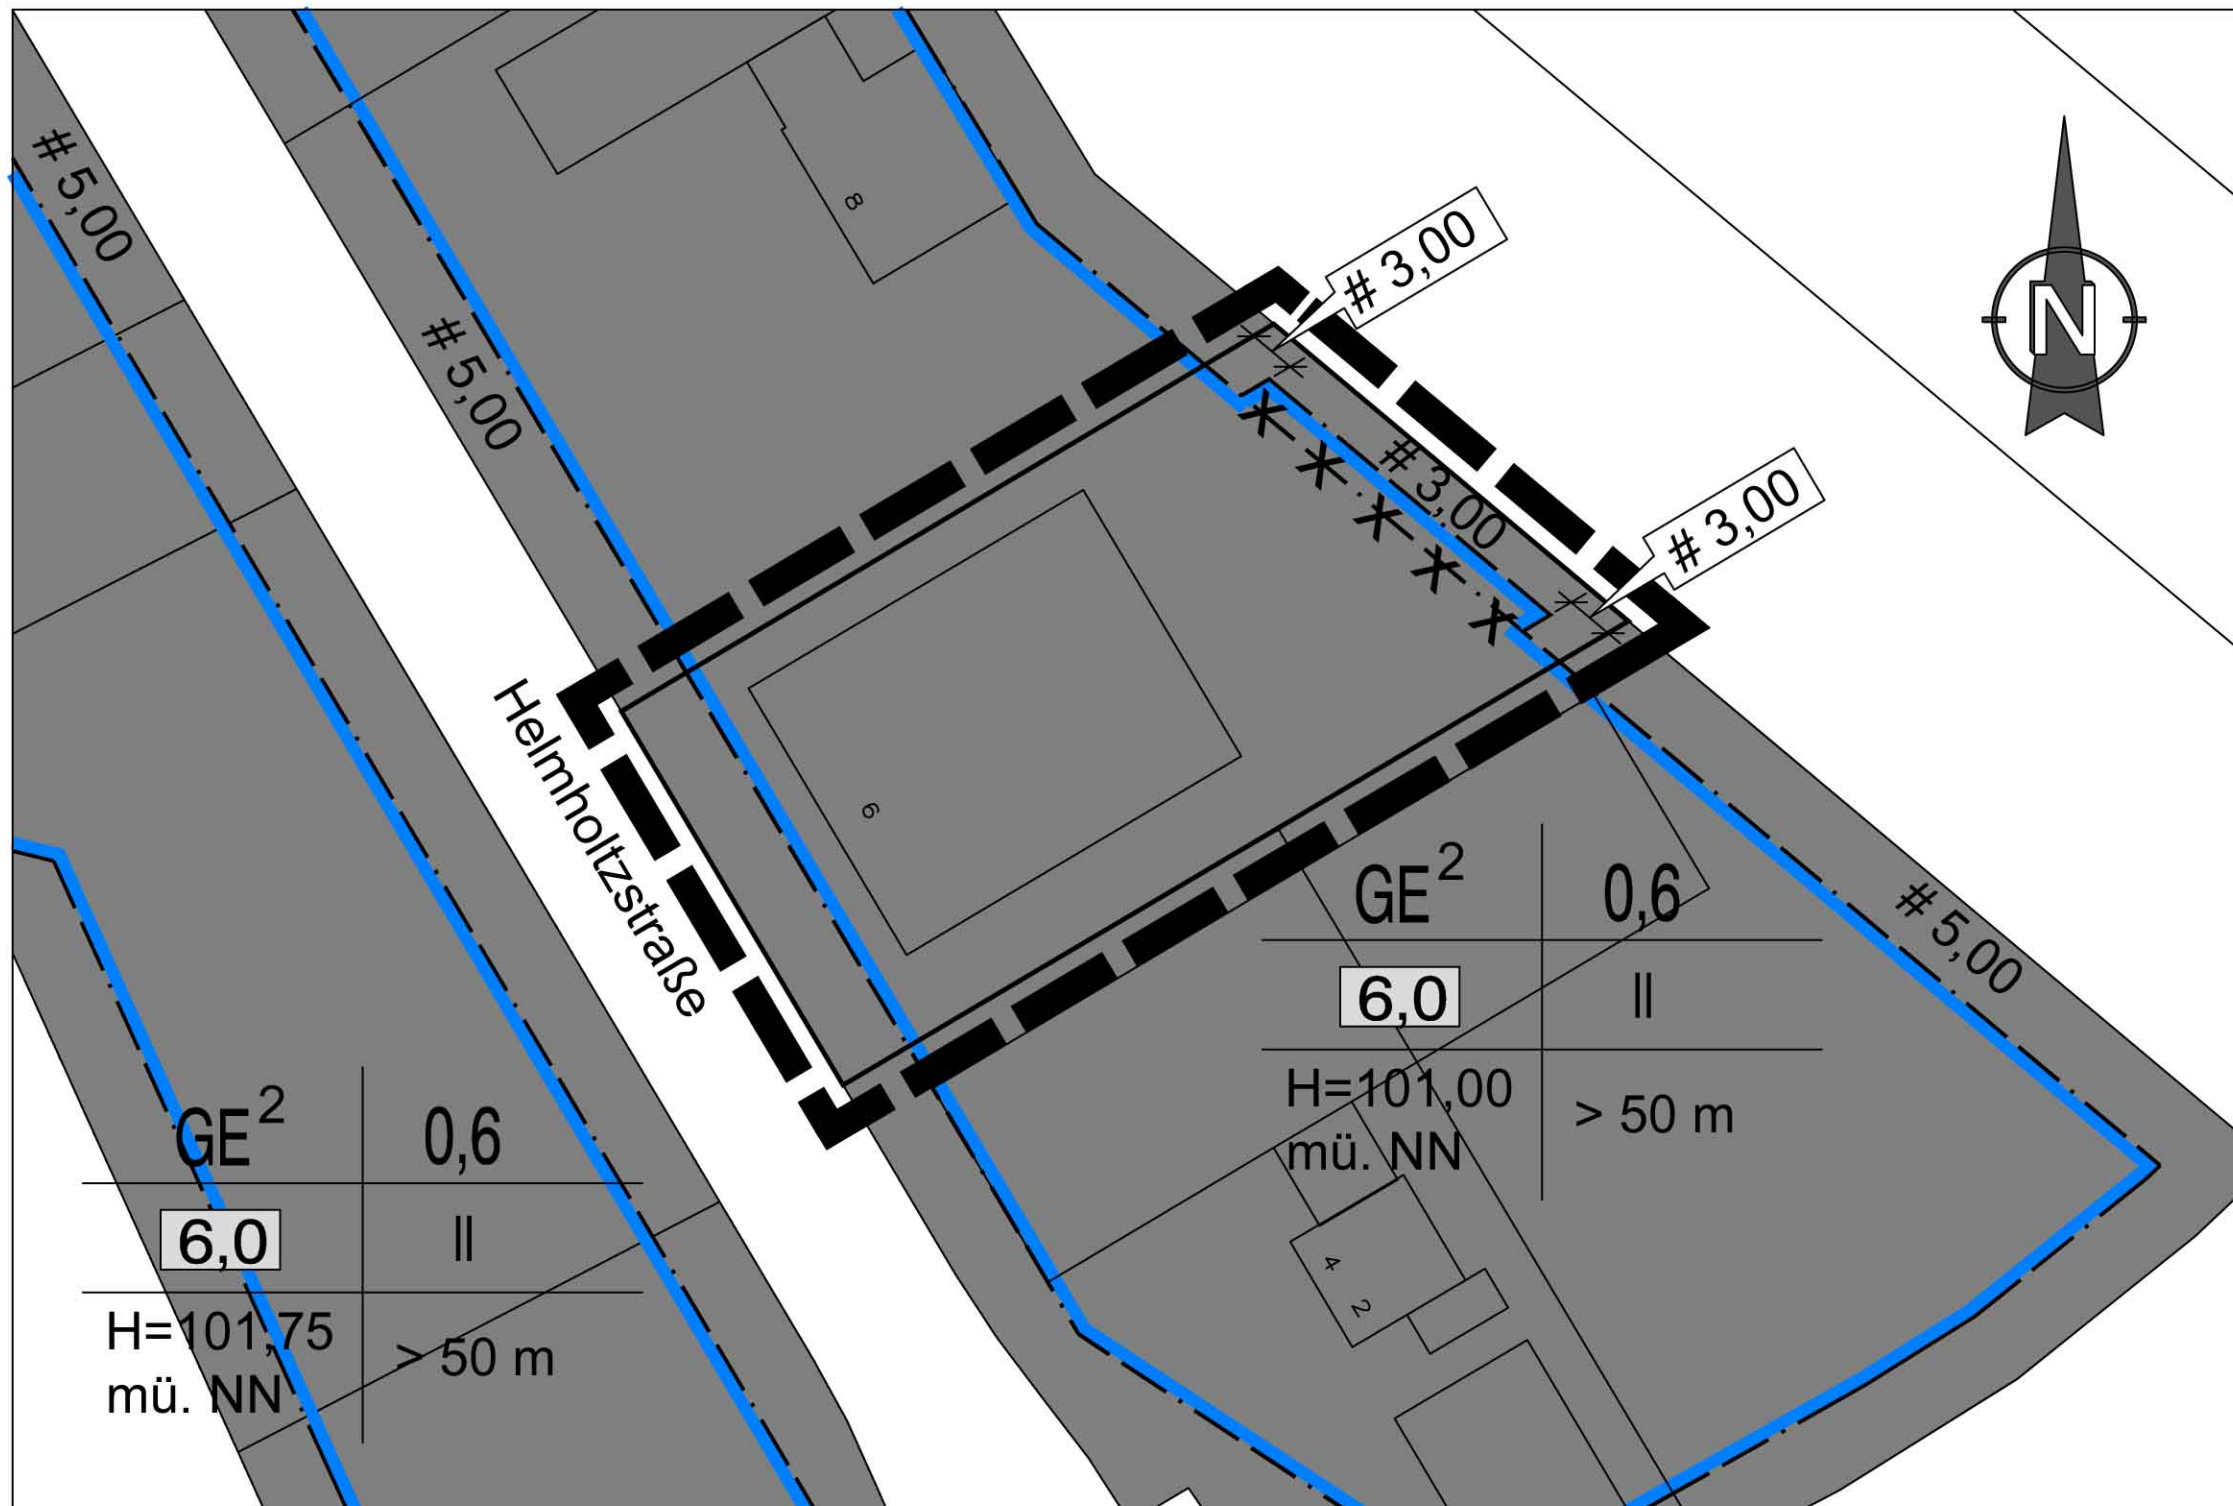 # 5,00
# 5,00
8
# 3,00
N
# 3,00
# 3,00
X X X X X
Helmholtzstraße
6
GE² 0,6
6,0 II
H=101,00
mü. NN > 50 m
# 5,00
GE² 0,6
6,0 II
H=101,75
mü. NN > 50 m
4
2